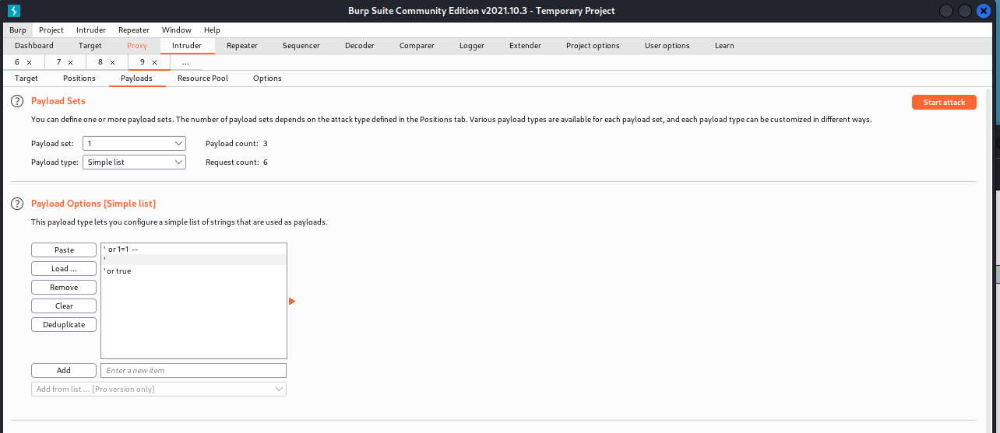 Burp Suite Community Edition v2021.10.3 - Temporary Project
Burp Project Intruder Repeater Window Help
Dashboard Target Proxy Intruder Repeater Sequencer Decoder Comparer Logger Extender Project options User options Learn
6 × 7 × 8 × 9 × ...
Target Positions Payloads Resource Pool Options
? Payload Sets Start attack
You can define one or more payload sets. The number of payload sets depends on the attack type defined in the Positions tab. Various payload types are available for each payload set, and each payload type can be customized in different ways.
Payload set: 1 Payload count: 3
Payload type: Simple list Request count: 6
? Payload Options [Simple list]
This payload type lets you configure a simple list of strings that are used as payloads.
Paste ' or 1=1 --
'
Load ... ' or true
Remove
Clear
Deduplicate
Add Enter a new item
Add from list ... [Pro version only]